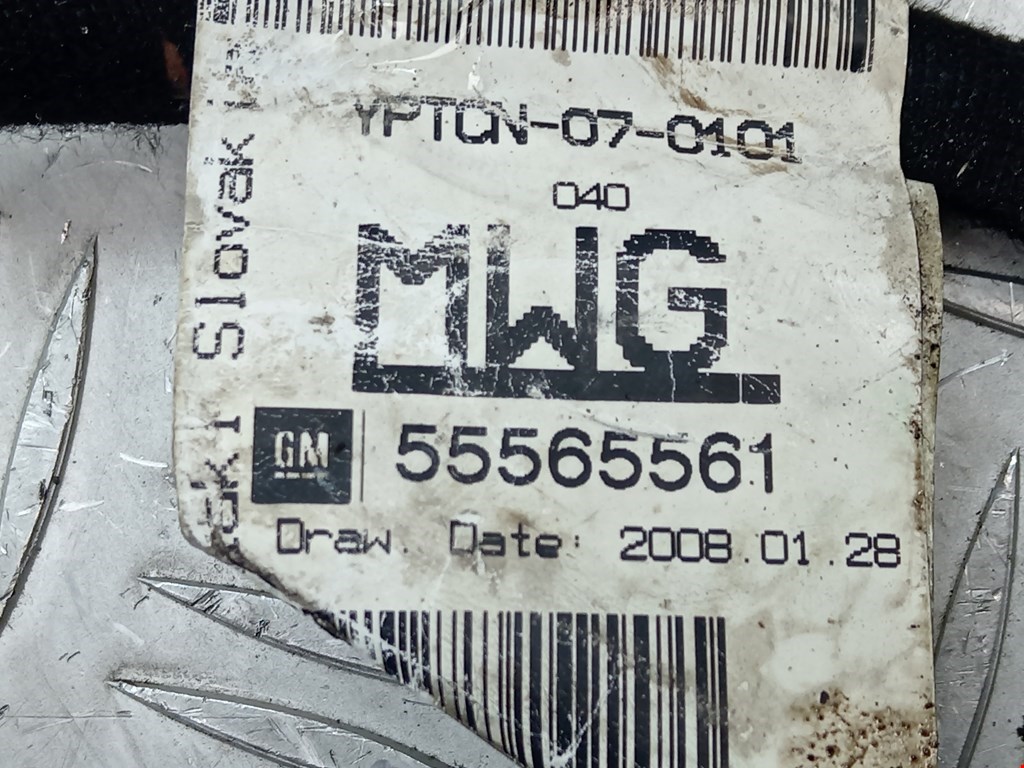 YPTCN-07-0101
040
MWG
GM 55565561
Draw. Date: 2008.01.28
Slovak